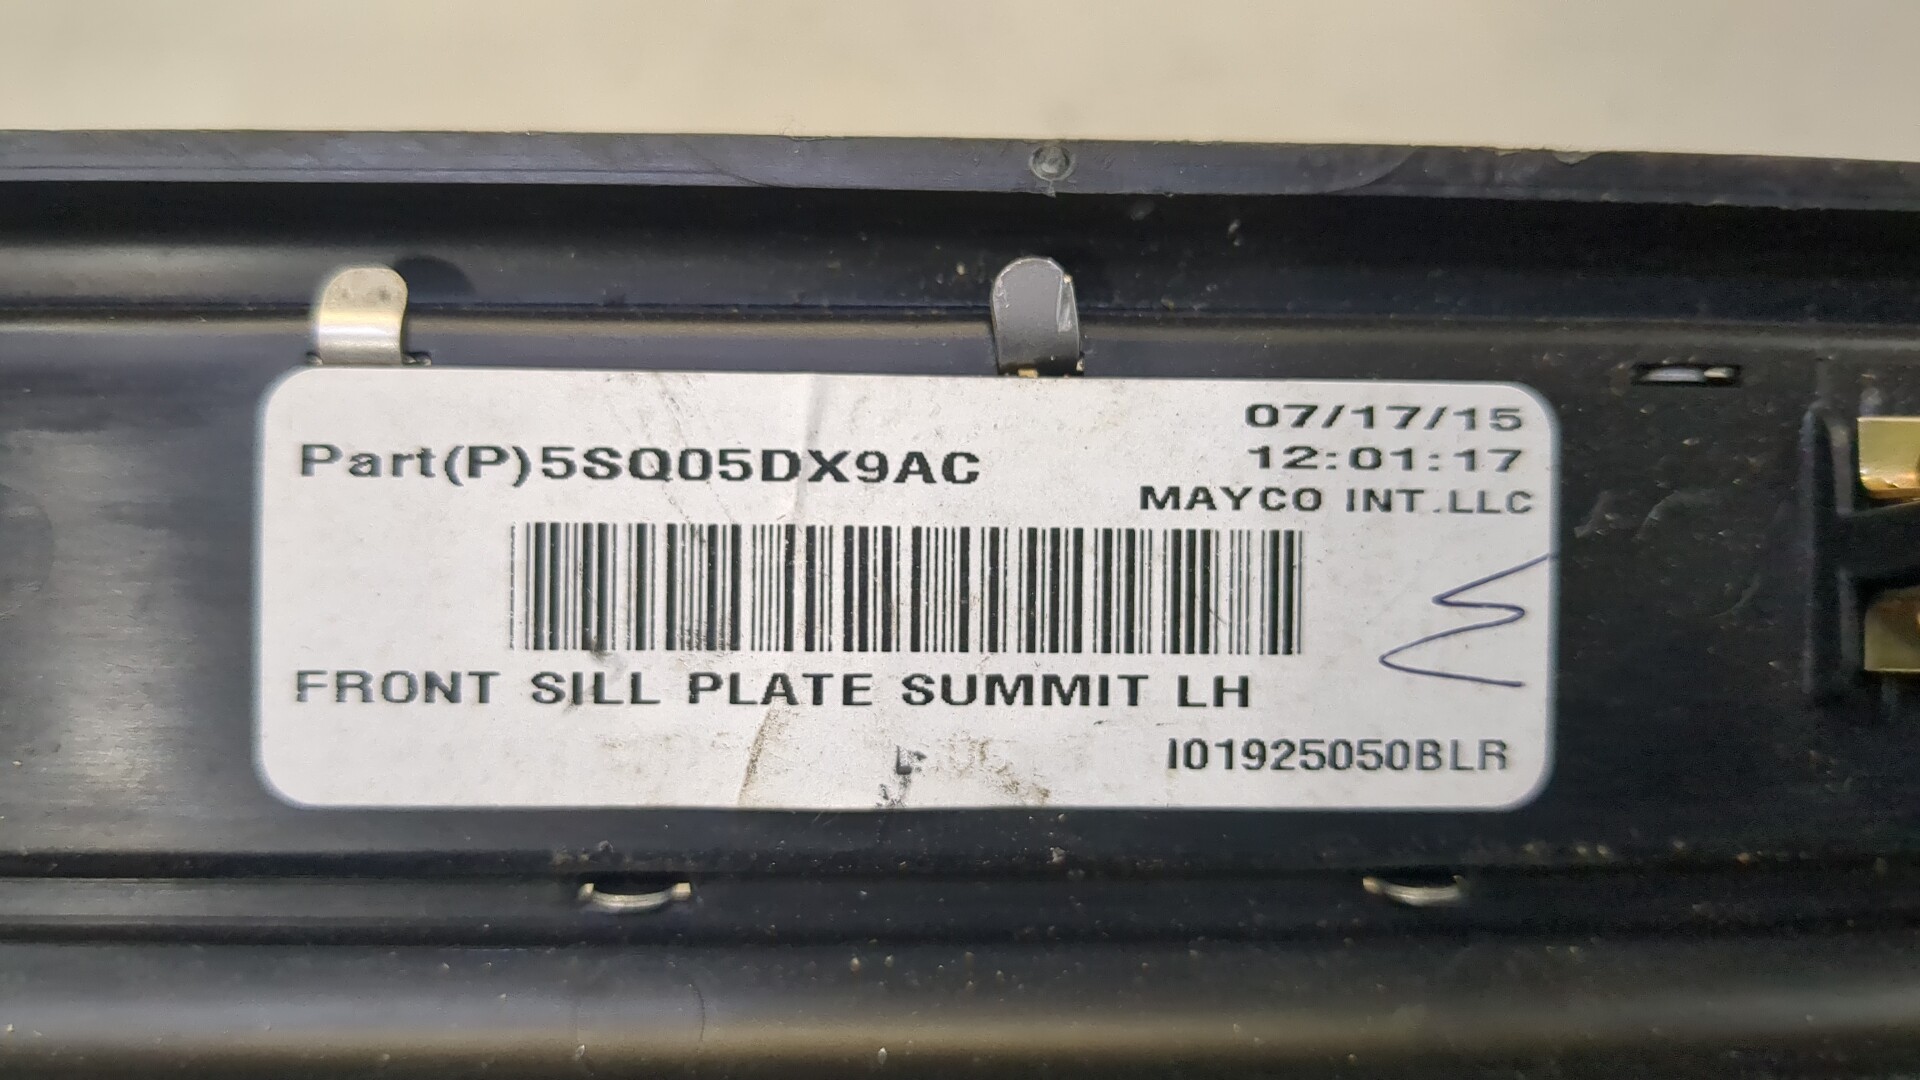 07/17/15
Part(P)5SQ05DX9AC 12:01:17
MAYCO INT.LLC
FRONT SILL PLATE SUMMIT LH
I01925050BLR